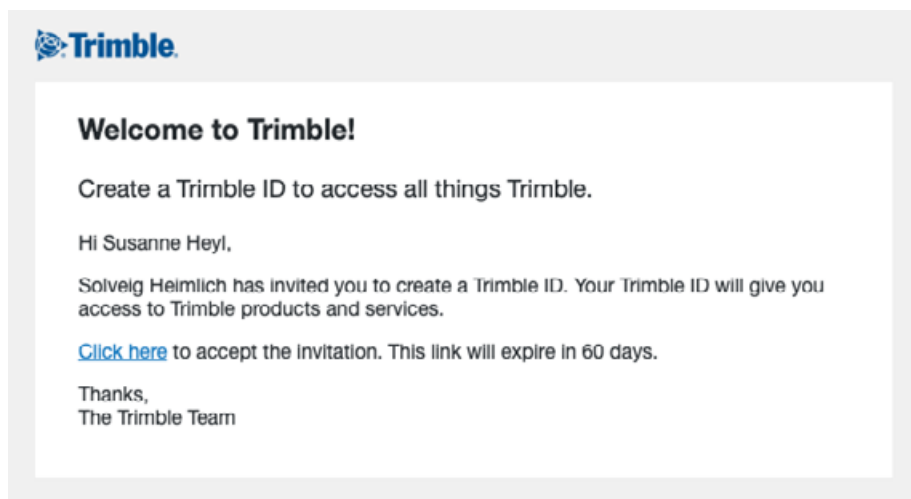 Trimble.
Welcome to Trimble!
Create a Trimble ID to access all things Trimble.
Hi Susanne Heyl,
Solveig Heimlich has invited you to create a Trimble ID. Your Trimble ID will give you
access to Trimble products and services.
Click here to accept the invitation. This link will expire in 60 days.
Thanks,
The Trimble Team